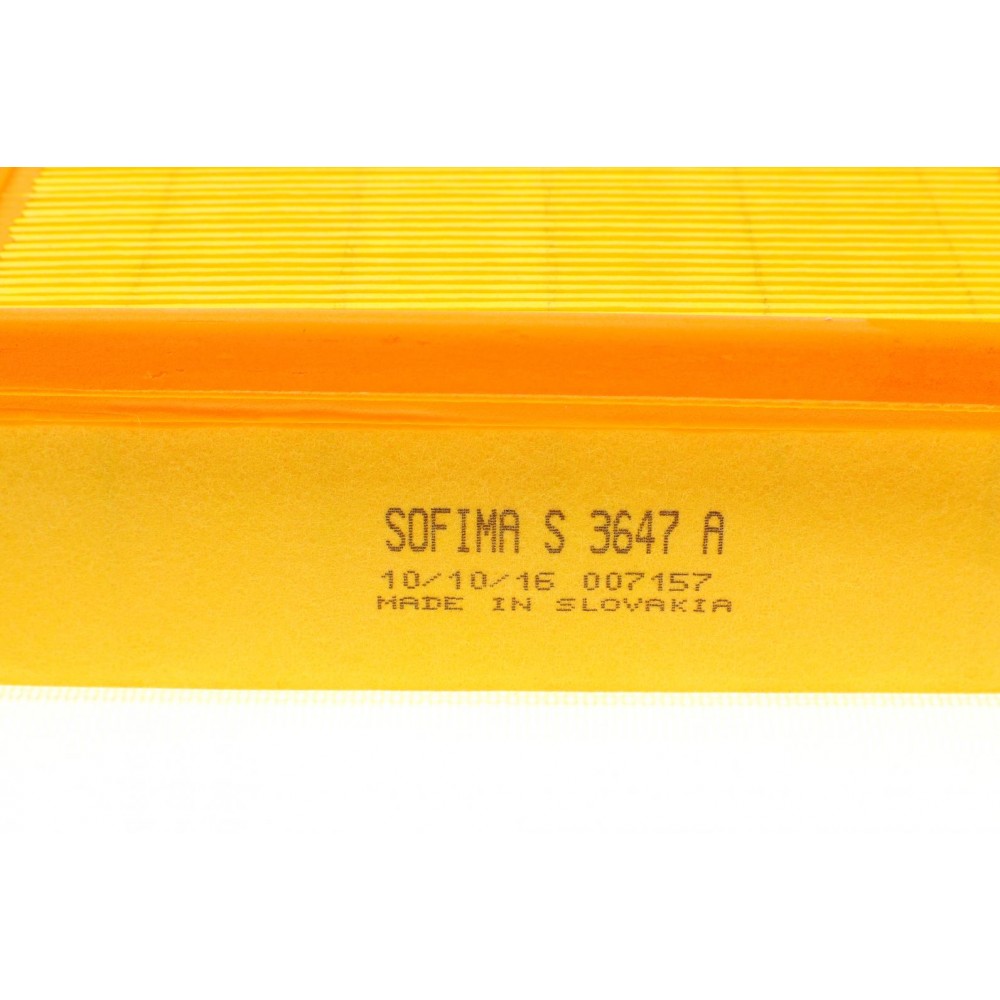 SOFIMA S 3647 A
10/10/16 007157
MADE IN SLOVAKIA